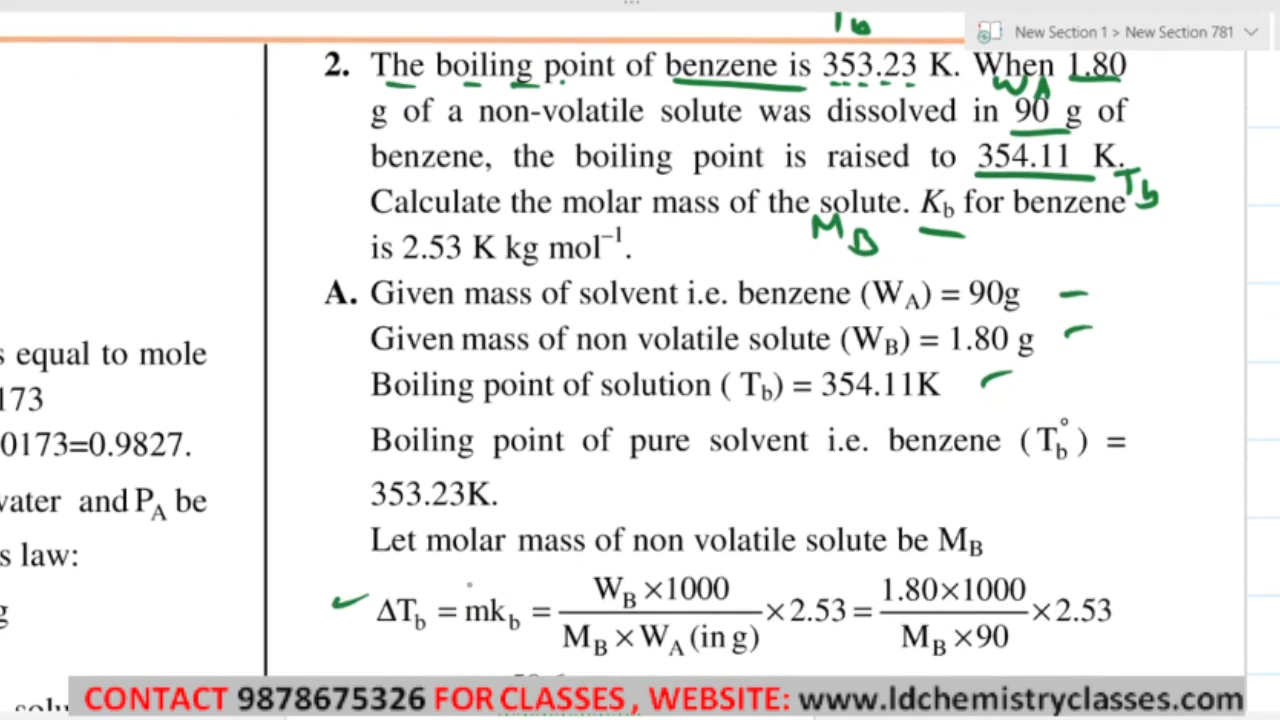 New Section 1 > New Section 781
T b
2. The boiling point of benzene is 353.23 K. When 1.80
W A
g of a non-volatile solute was dissolved in 90 g of
benzene, the boiling point is raised to 354.11 K.
T b
Calculate the molar mass of the solute. Kb for benzene
M B
is 2.53 K kg mol⁻¹.
A. Given mass of solvent i.e. benzene (WA) = 90g
Given mass of non volatile solute (WB) = 1.80 g
Boiling point of solution ( Tb) = 354.11K
Boiling point of pure solvent i.e. benzene (Tb°) =
353.23K.
Let molar mass of non volatile solute be MB
ΔTb = mkb = WB ×1000 / MB × WA (in g) ×2.53 = 1.80×1000 / MB ×90 ×2.53
s equal to mole
173
0173=0.9827.
vater and PA be
s law:
g
solu
CONTACT 9878675326 FOR CLASSES , WEBSITE: www.ldchemistryclasses.com